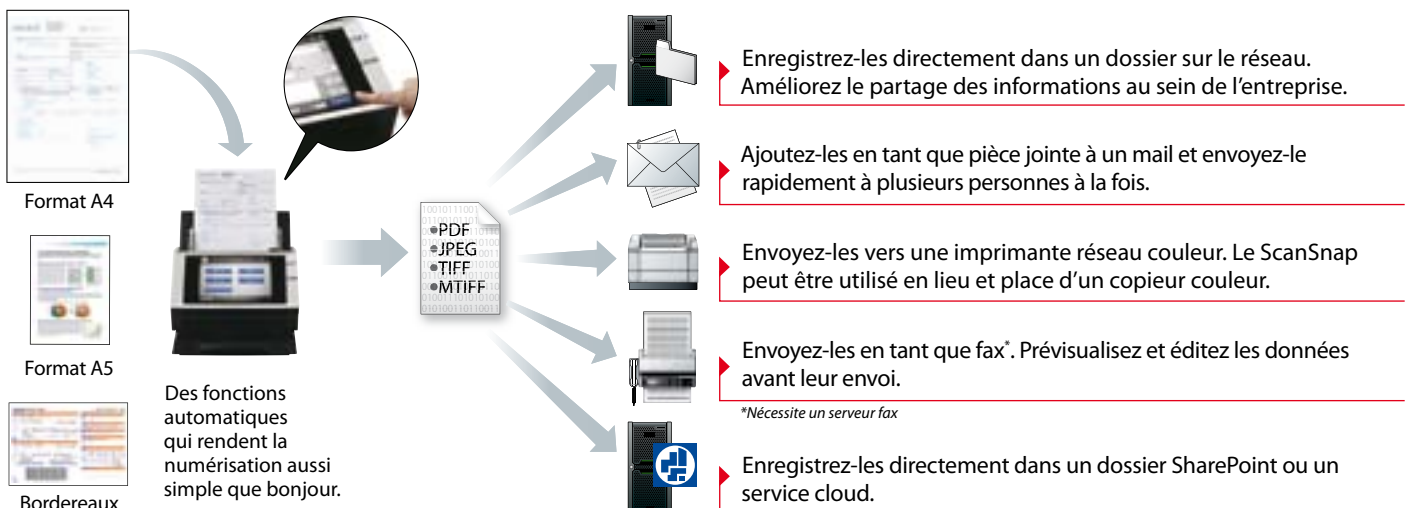 Format A4
Format A5
Bordereaux
Des fonctions
automatiques
qui rendent la
numérisation aussi
simple que bonjour.
•PDF
•JPEG
•TIFF
•MTIFF
Enregistrez-les directement dans un dossier sur le réseau.
Améliorez le partage des informations au sein de l’entreprise.
Ajoutez-les en tant que pièce jointe à un mail et envoyez-le
rapidement à plusieurs personnes à la fois.
Envoyez-les vers une imprimante réseau couleur. Le ScanSnap
peut être utilisé en lieu et place d’un copieur couleur.
Envoyez-les en tant que fax*. Prévisualisez et éditez les données
avant leur envoi.
*Nécessite un serveur fax
Enregistrez-les directement dans un dossier SharePoint ou un
service cloud.